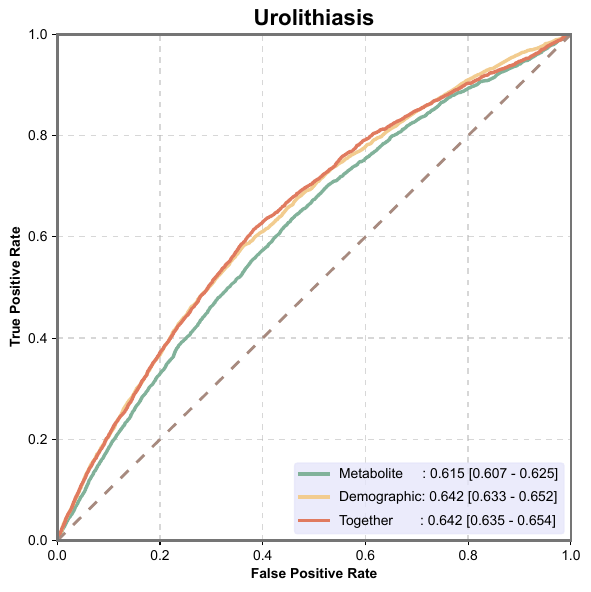 Urolithiasis
1.0
0.8
0.6
0.4
0.2
0.0
True Positive Rate
Metabolite : 0.615 [0.607 - 0.625]
Demographic: 0.642 [0.633 - 0.652]
Together : 0.642 [0.635 - 0.654]
0.0 0.2 0.4 0.6 0.8 1.0
False Positive Rate